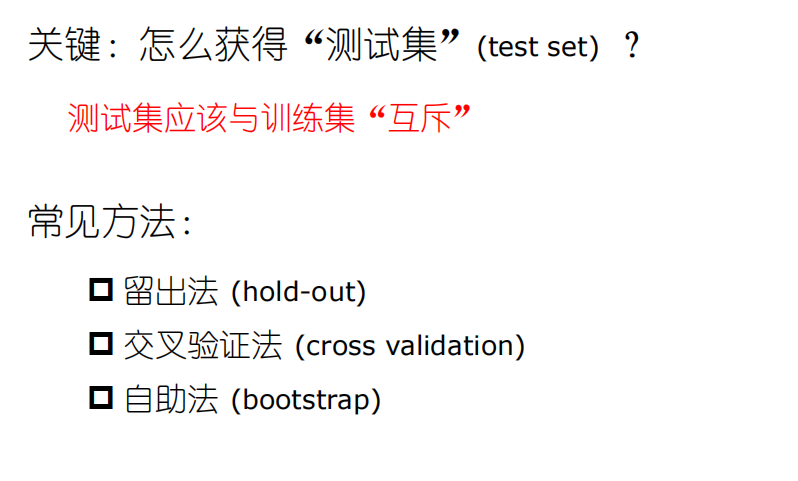 关键：怎么获得“测试集”(test set) ？
测试集应该与训练集“互斥”
常见方法：
留出法 (hold-out)
交叉验证法 (cross validation)
自助法 (bootstrap)